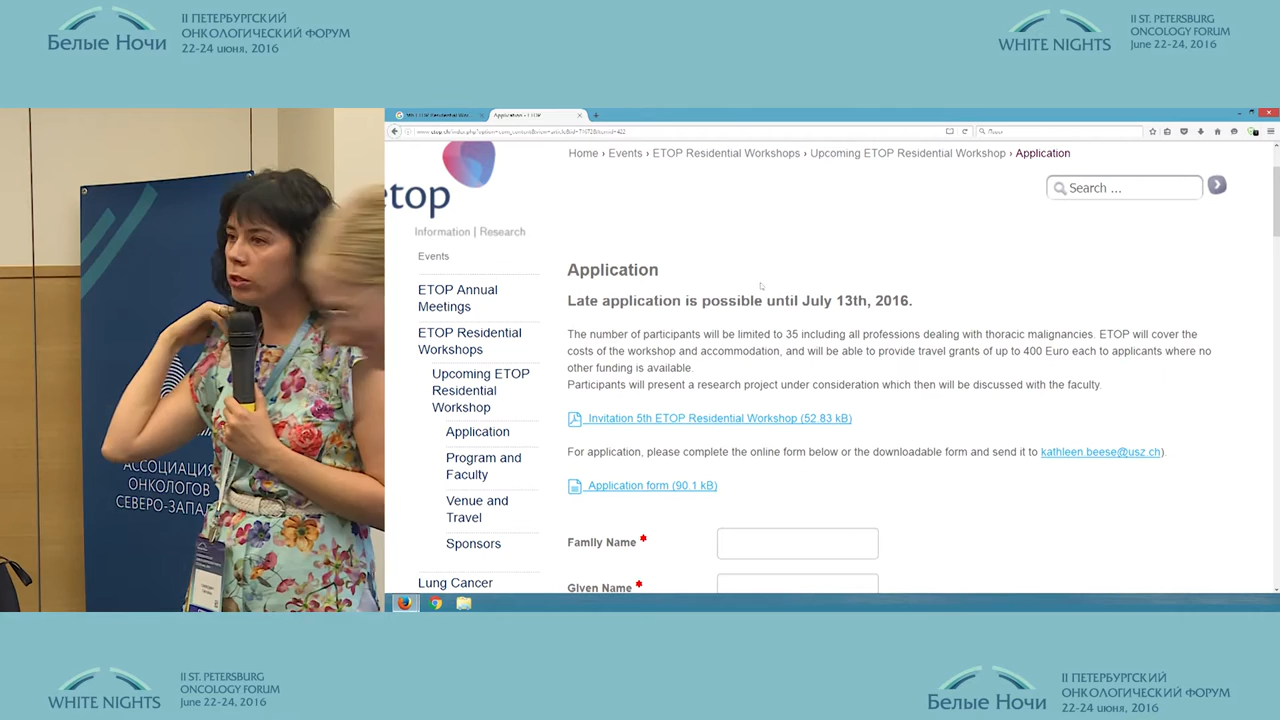 II ПЕТЕРБУРГСКИЙ
ОНКОЛОГИЧЕСКИЙ ФОРУМ
22-24 июня, 2016
Белые Ночи
II ST. PETERSBURG
ONCOLOGY FORUM
June 22-24, 2016
WHITE NIGHTS
Application - ETOP
Home › Events › ETOP Residential Workshops › Upcoming ETOP Residential Workshop › Application
Search ...
etop
Information | Research
Events
ETOP Annual
Meetings
ETOP Residential
Workshops
Upcoming ETOP
Residential
Workshop
Application
Program and
Faculty
Venue and
Travel
Sponsors
Lung Cancer
Application
Late application is possible until July 13th, 2016.
The number of participants will be limited to 35 including all professions dealing with thoracic malignancies. ETOP will cover the
costs of the workshop and accommodation, and will be able to provide travel grants of up to 400 Euro each to applicants where no
other funding is available.
Participants will present a research project under consideration which then will be discussed with the faculty.
Invitation 5th ETOP Residential Workshop (52.83 kB)
For application, please complete the online form below or the downloadable form and send it to kathleen.beese@usz.ch).
Application form (90.1 kB)
Family Name *
Given Name *
АССОЦИАЦИЯ
ОНКОЛОГОВ
СЕВЕРО-ЗАПАД
WHITE NIGHTS
II ST. PETERSBURG
ONCOLOGY FORUM
June 22-24, 2016
Белые Ночи
II ПЕТЕРБУРГСКИЙ
ОНКОЛОГИЧЕСКИЙ ФОРУМ
22-24 июня, 2016